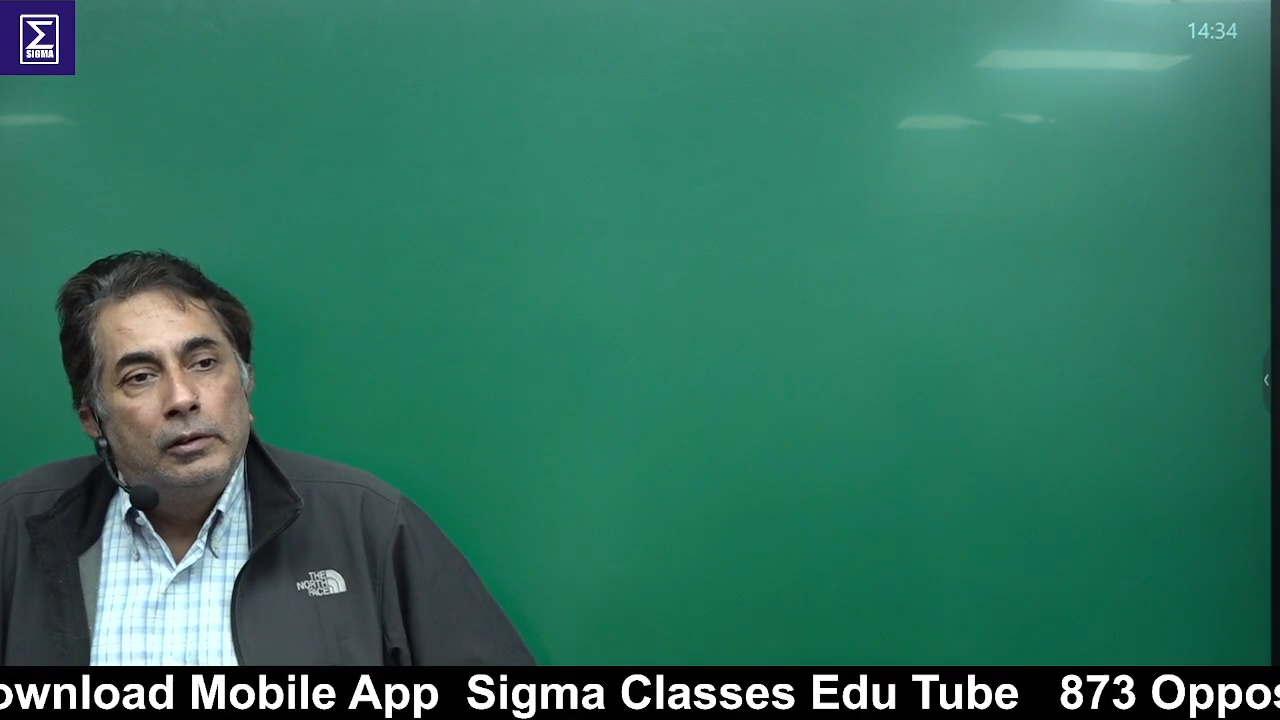 SIGMA
14:34
THE
NORTH
FACE
ownload Mobile App Sigma Classes Edu Tube 873 Oppos